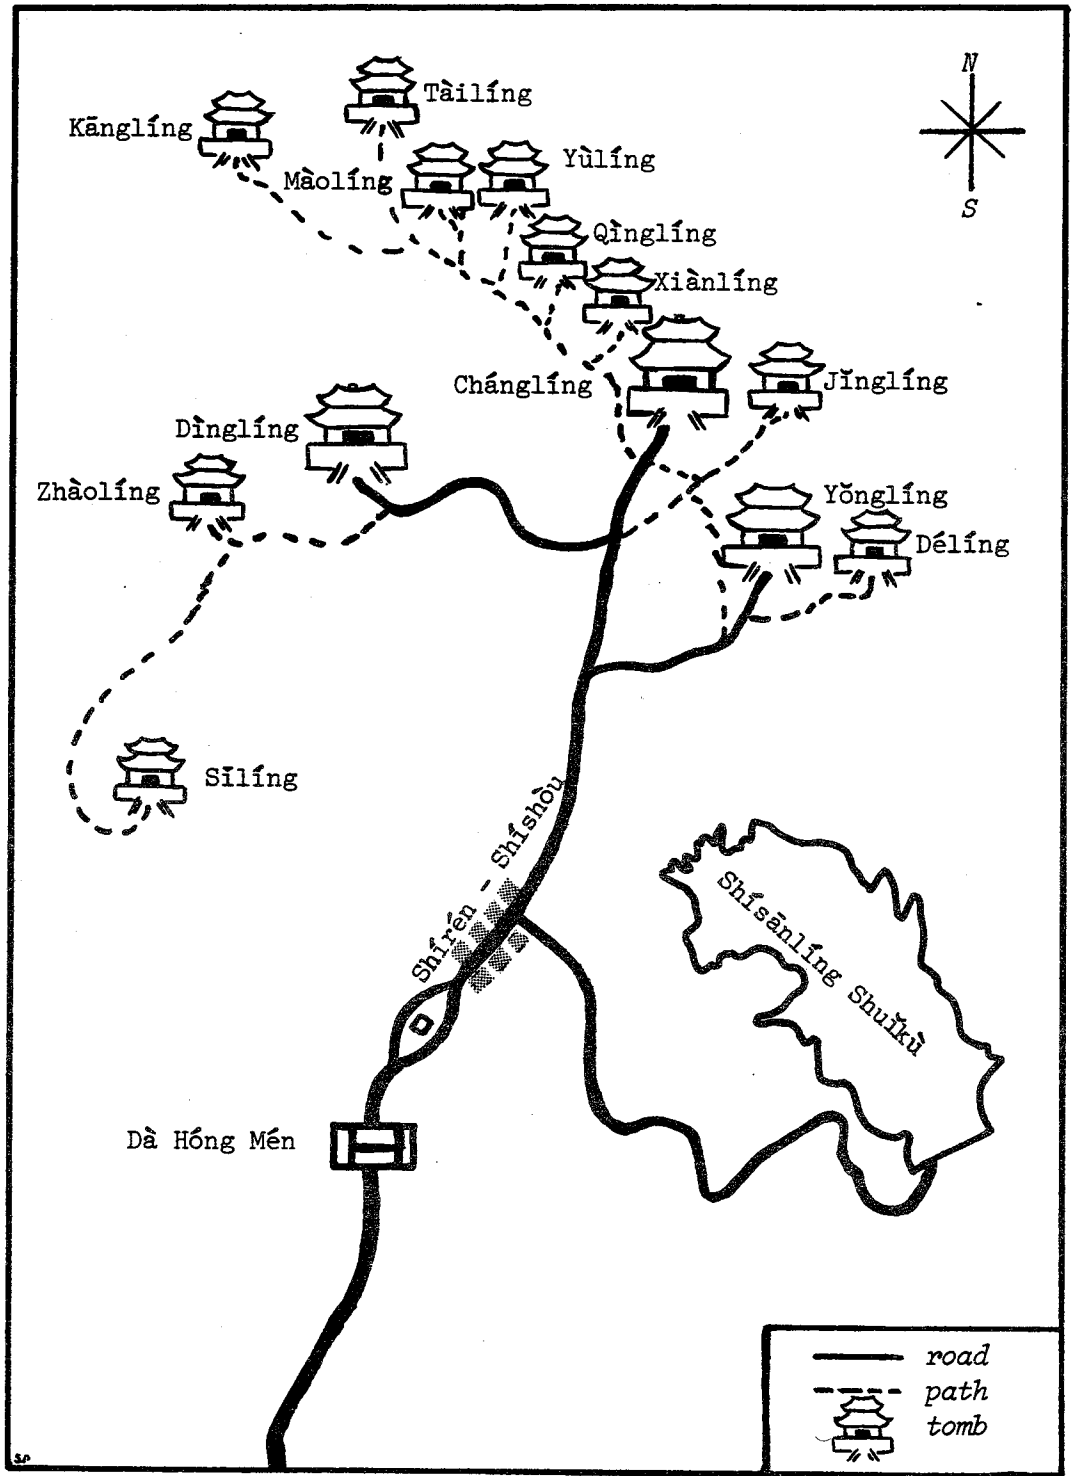 N
Tàilíng
Kānglíng
Yùlíng
Màolíng
S
Qìnglíng
Xiànlíng
Chánglíng
Jǐnglíng
Dìnglíng
Zhàolíng
Yǒnglíng
Délíng
Sīlíng
Shírén - Shíshòu
Shísānlíng Shuǐkù
Dà Hóng Mén
road
path
tomb
SP